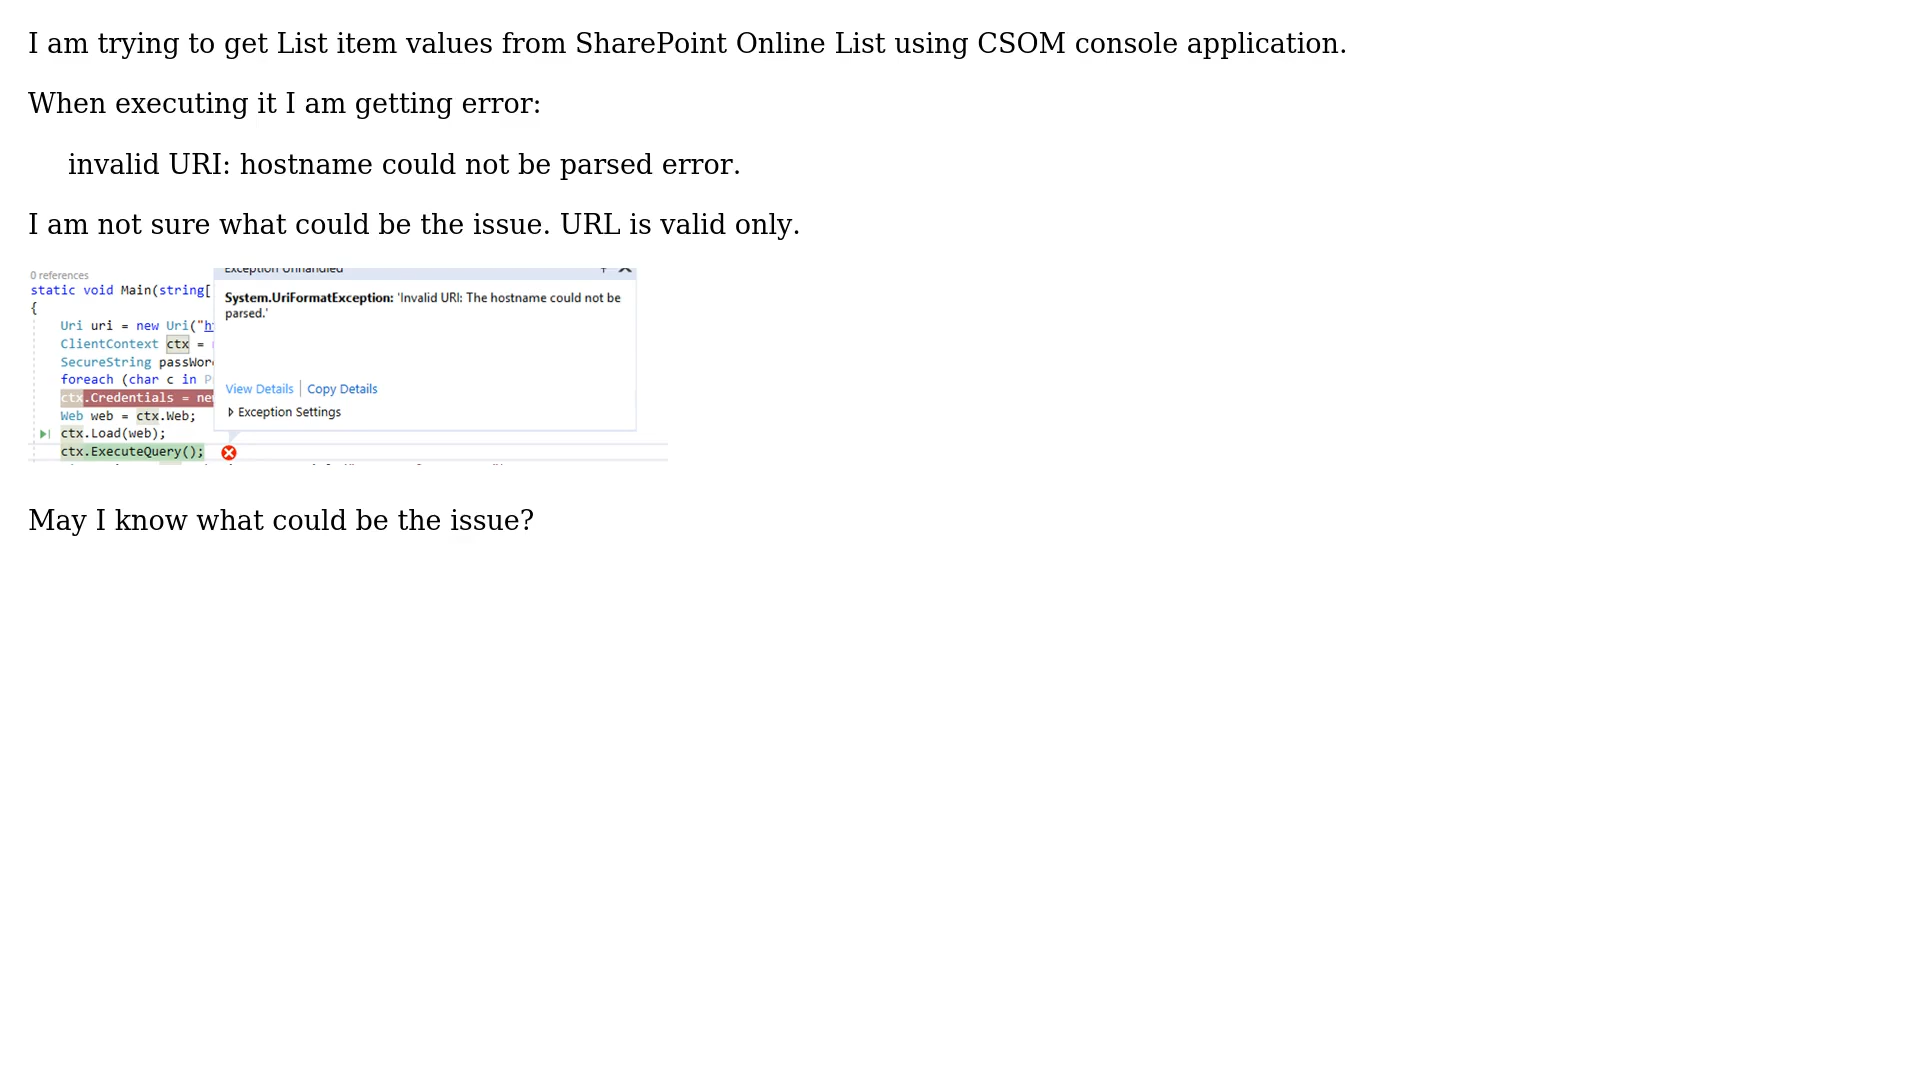 I am trying to get List item values from SharePoint Online List using CSOM console application.
When executing it I am getting error:
invalid URI: hostname could not be parsed error.
I am not sure what could be the issue. URL is valid only.
0 references
Exception Unhandled
static void Main(string[
System.UriFormatException: 'Invalid URI: The hostname could not be
{
parsed.'
Uri uri = new Uri("h
ClientContext ctx =
SecureString passWor
foreach (char c in P
View Details | Copy Details
ctx.Credentials = new
Exception Settings
Web web = ctx.Web;
ctx.Load(web);
ctx.ExecuteQuery();
May I know what could be the issue?